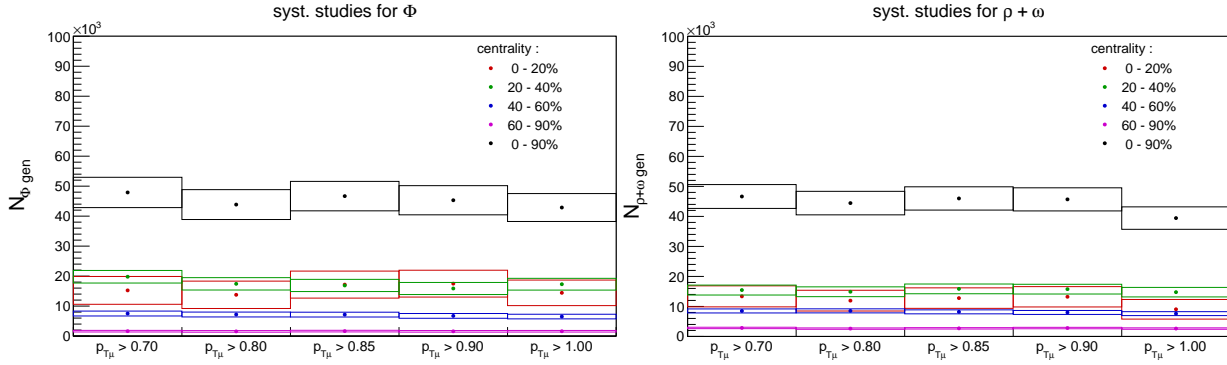 syst. studies for Φ
×10³
100
90
80
70
60
50
40
30
20
10
0
N_Φ gen
centrality :
0 - 20%
20 - 40%
40 - 60%
60 - 90%
0 - 90%
p_Tμ > 0.70 p_Tμ > 0.80 p_Tμ > 0.85 p_Tμ > 0.90 p_Tμ > 1.00
syst. studies for ρ + ω
×10³
100
90
80
70
60
50
40
30
20
10
0
N_ρ+ω gen
centrality :
0 - 20%
20 - 40%
40 - 60%
60 - 90%
0 - 90%
p_Tμ > 0.70 p_Tμ > 0.80 p_Tμ > 0.85 p_Tμ > 0.90 p_Tμ > 1.00